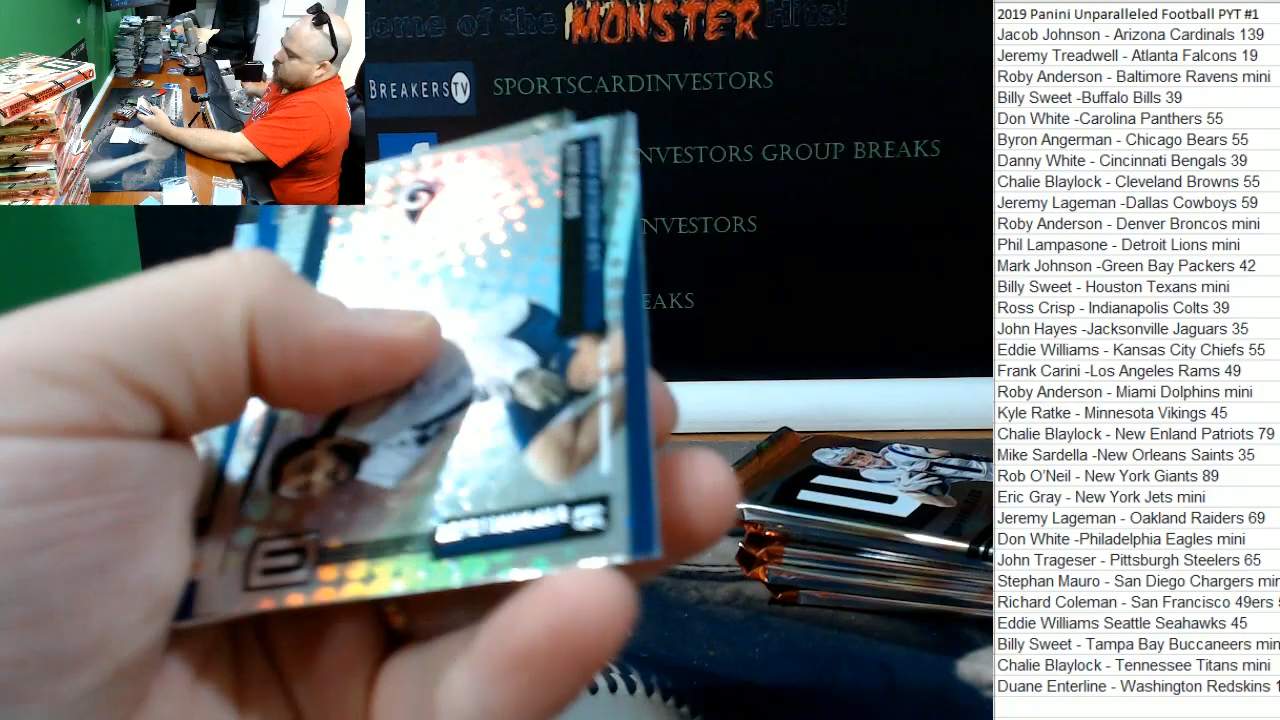 Home of the MONSTER Hits!
BREAKERS TV
SPORTSCARDINVESTORS
NVESTORS GROUP BREAKS
NVESTORS
EAKS
2019 Panini Unparalleled Football PYT #1
Jacob Johnson - Arizona Cardinals 139
Jeremy Treadwell - Atlanta Falcons 19
Roby Anderson - Baltimore Ravens mini
Billy Sweet -Buffalo Bills 39
Don White -Carolina Panthers 55
Byron Angerman - Chicago Bears 55
Danny White - Cincinnati Bengals 39
Chalie Blaylock - Cleveland Browns 55
Jeremy Lageman -Dallas Cowboys 59
Roby Anderson - Denver Broncos mini
Phil Lampasone - Detroit Lions mini
Mark Johnson -Green Bay Packers 42
Billy Sweet - Houston Texans mini
Ross Crisp - Indianapolis Colts 39
John Hayes -Jacksonville Jaguars 35
Eddie Williams - Kansas City Chiefs 55
Frank Carini -Los Angeles Rams 49
Roby Anderson - Miami Dolphins mini
Kyle Ratke - Minnesota Vikings 45
Chalie Blaylock - New Enland Patriots 79
Mike Sardella -New Orleans Saints 35
Rob O'Neil - New York Giants 89
Eric Gray - New York Jets mini
Jeremy Lageman - Oakland Raiders 69
Don White -Philadelphia Eagles mini
John Trageser - Pittsburgh Steelers 65
Stephan Mauro - San Diego Chargers min
Richard Coleman - San Francisco 49ers
Eddie Williams Seattle Seahawks 45
Billy Sweet - Tampa Bay Buccaneers min
Chalie Blaylock - Tennessee Titans mini
Duane Enterline - Washington Redskins 1